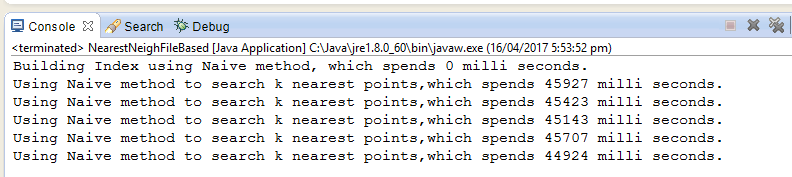 Console Search Debug
<terminated> NearestNeighFileBased [Java Application] C:\Java\jre1.8.0_60\bin\javaw.exe (16/04/2017 5:53:52 pm)
Building Index using Naive method, which spends 0 milli seconds.
Using Naive method to search k nearest points,which spends 45927 milli seconds.
Using Naive method to search k nearest points,which spends 45423 milli seconds.
Using Naive method to search k nearest points,which spends 45143 milli seconds.
Using Naive method to search k nearest points,which spends 45707 milli seconds.
Using Naive method to search k nearest points,which spends 44924 milli seconds.